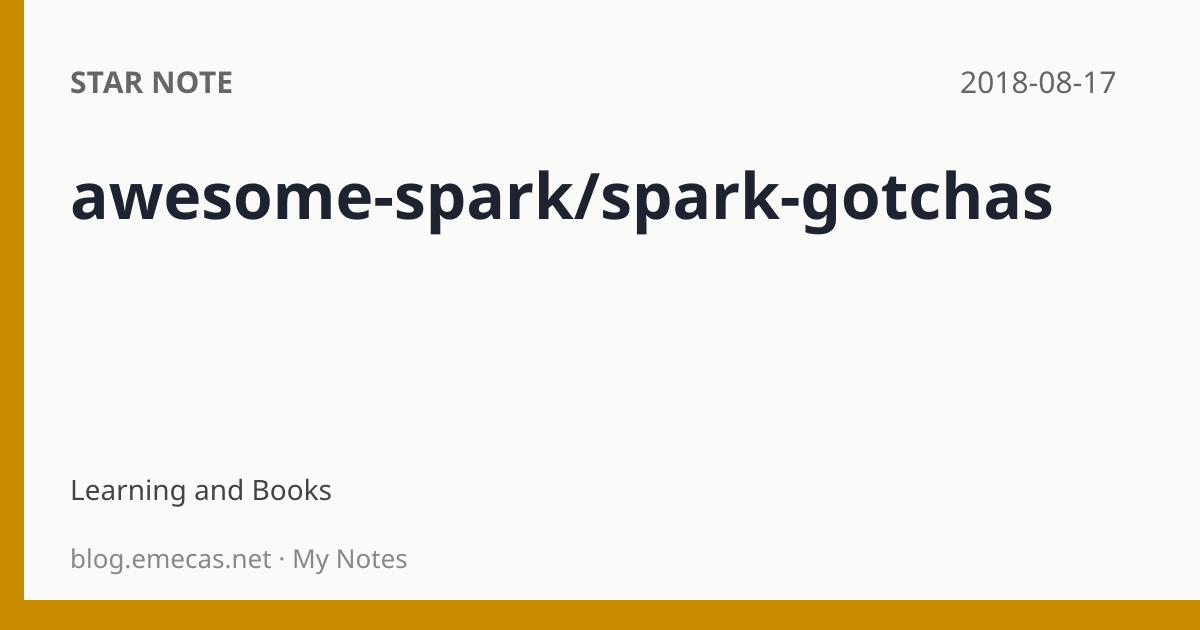 STAR NOTE
2018-08-17
awesome-spark/spark-gotchas
Learning and Books
blog.emecas.net · My Notes